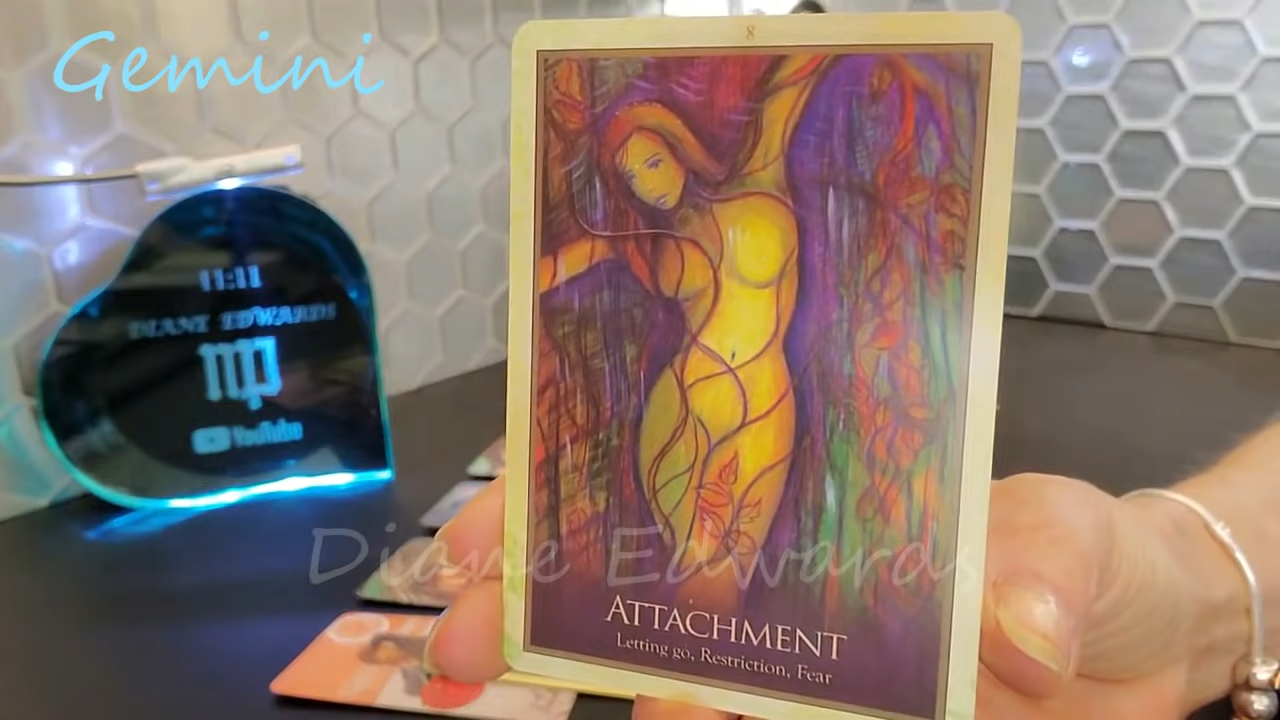 Gemini
8
11:11
DIANE EDWARDS
YouTube
Diane Edwards
ATTACHMENT
Letting go, Restriction, Fear